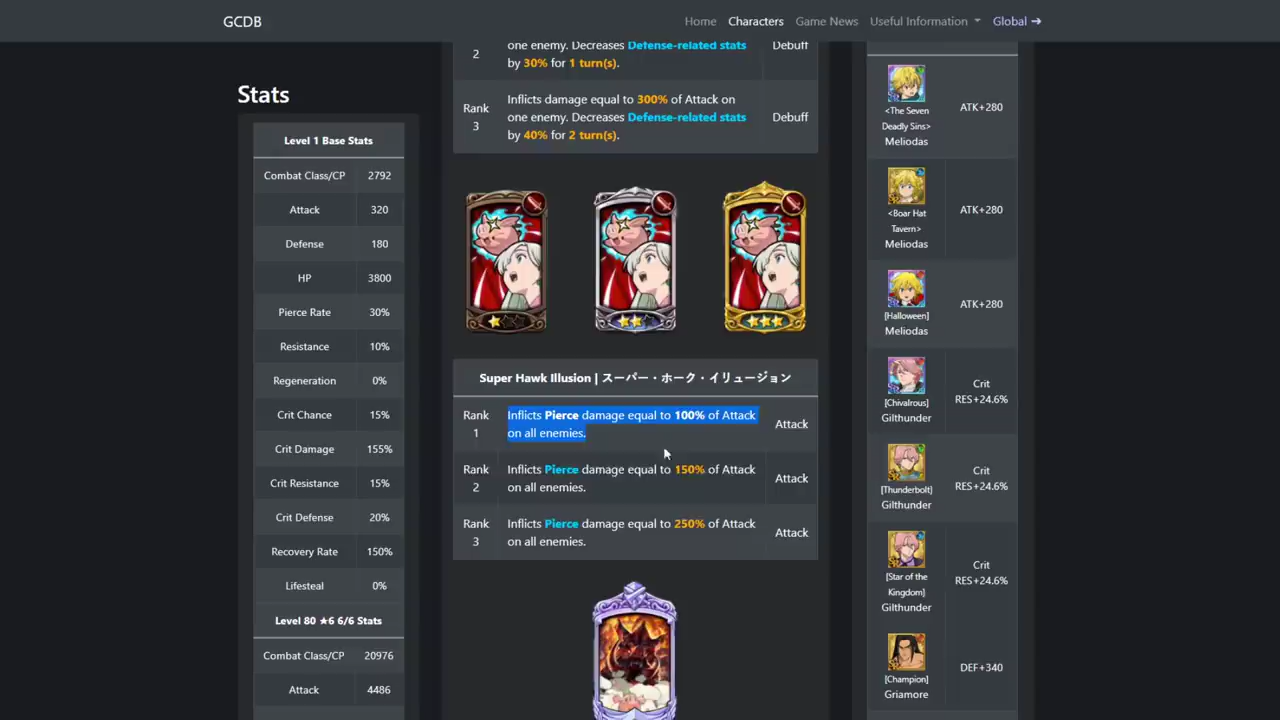 GCDB
Home Characters Game News Useful Information Global ➔
Stats
Level 1 Base Stats
Combat Class/CP 2792
Attack 320
Defense 180
HP 3800
Pierce Rate 30%
Resistance 10%
Regeneration 0%
Crit Chance 15%
Crit Damage 155%
Crit Resistance 15%
Crit Defense 20%
Recovery Rate 150%
Lifesteal 0%
Level 80 ★6 6/6 Stats
Combat Class/CP 20976
Attack 4486
2
one enemy. Decreases Defense-related stats
by 30% for 1 turn(s).
Debuff
Rank
3
Inflicts damage equal to 300% of Attack on
one enemy. Decreases Defense-related stats
by 40% for 2 turn(s).
Debuff
Super Hawk Illusion | スーパー・ホーク・イリュージョン
Rank
1
Inflicts Pierce damage equal to 100% of Attack
on all enemies.
Attack
Rank
2
Inflicts Pierce damage equal to 150% of Attack
on all enemies.
Attack
Rank
3
Inflicts Pierce damage equal to 250% of Attack
on all enemies.
Attack
<The Seven
Deadly Sins>
Meliodas
ATK+280
<Boar Hat
Tavern>
Meliodas
ATK+280
[Halloween]
Meliodas
ATK+280
[Chivalrous]
Gilthunder
Crit
RES+24.6%
[Thunderbolt]
Gilthunder
Crit
RES+24.6%
[Star of the
Kingdom]
Gilthunder
Crit
RES+24.6%
[Champion]
Griamore
DEF+340